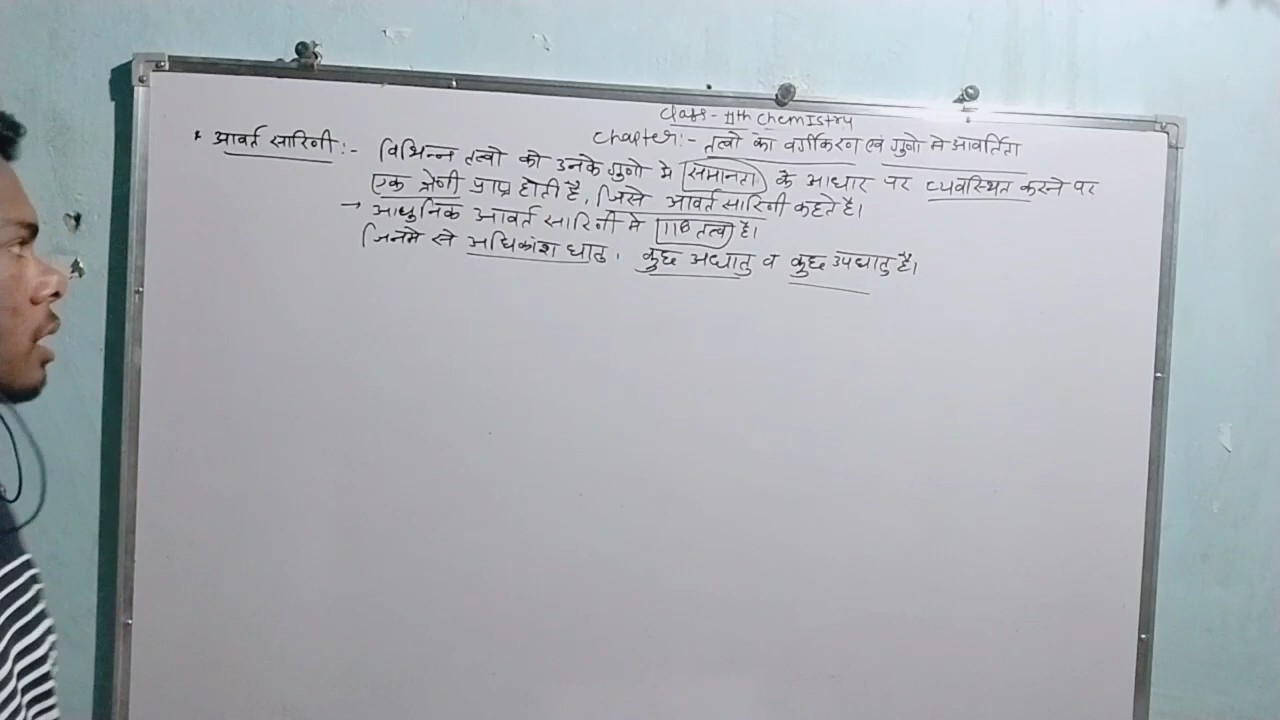 Class - 11th Chemistry
Chapter:- तत्वो का वर्गीकरण एवं गुणो मे आवर्तिता
* आवर्त सारिणी:- विभिन्न तत्वो को उनके गुणो मे समानता के आधार पर व्यवस्थित करने पर
एक श्रेणी प्राप्त होती है, जिसे आवर्त सारिणी कहते है।
→ आधुनिक आवर्त सारिणी मे 118 तत्व है।
जिनमे से अधिकांश धातु, कुछ अधातु व कुछ उपधातु है।